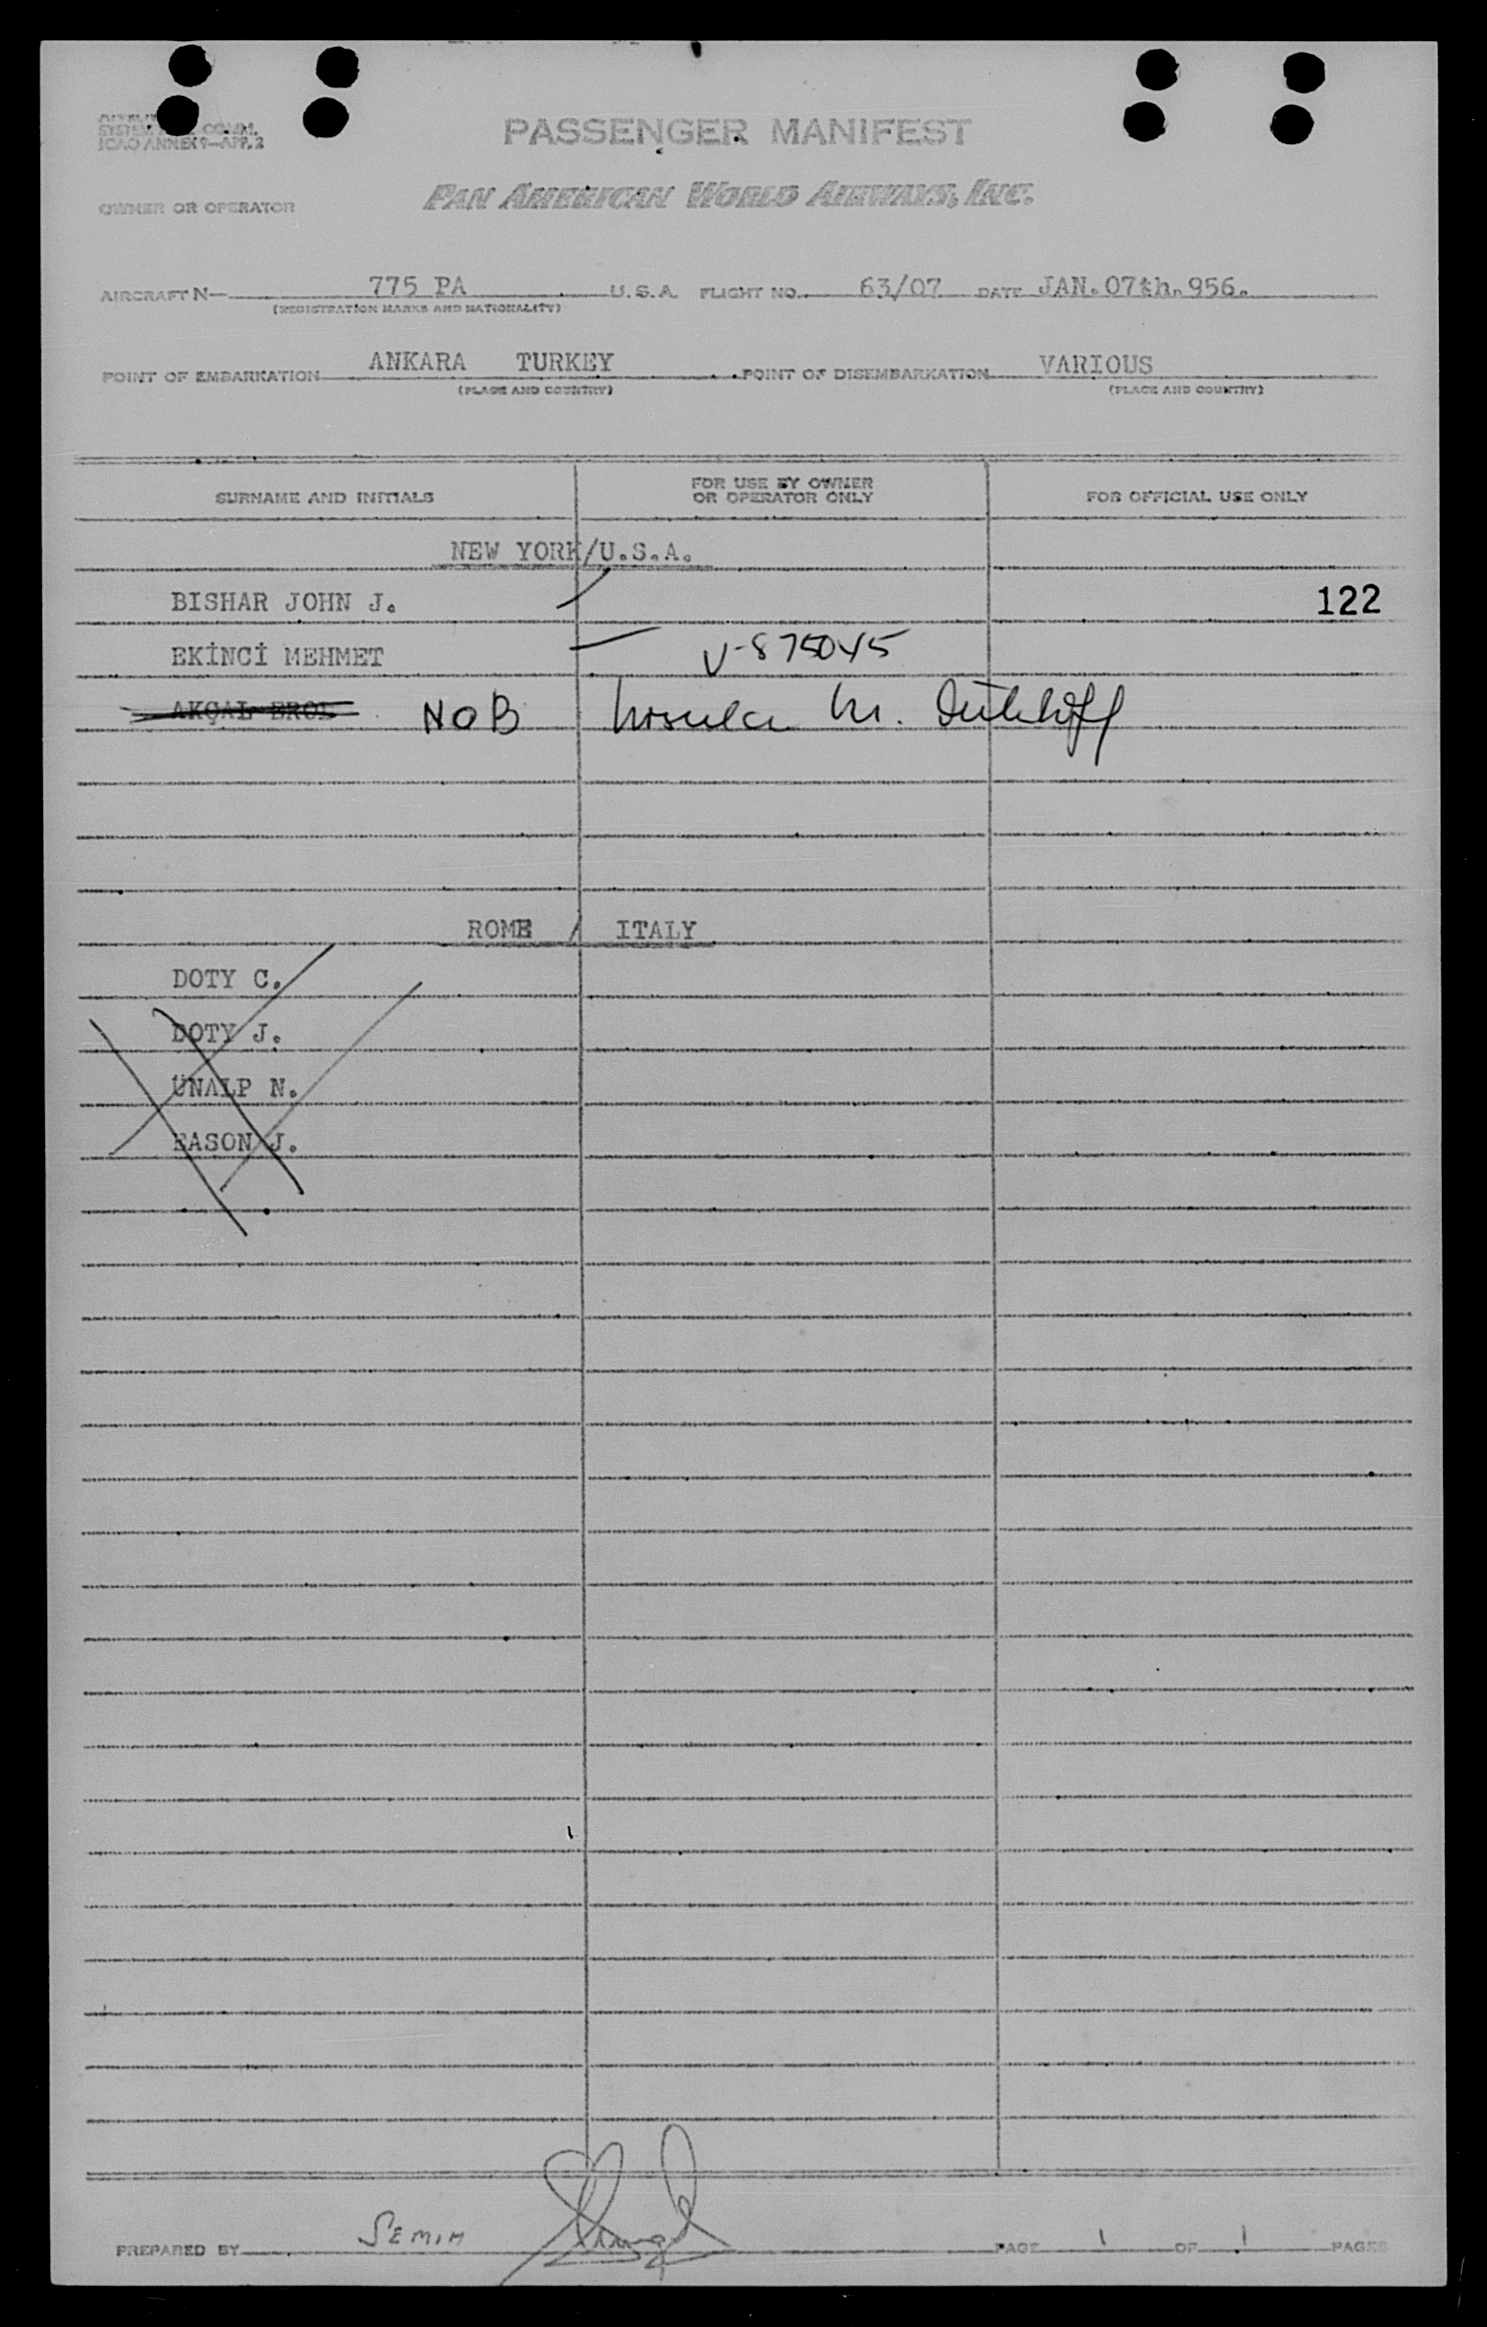 ICAO ANNEX 9—APP. 2
PASSENGER MANIFEST
OWNER OR OPERATOR PAN AMERICAN WORLD AIRWAYS, INC.
AIRCRAFT N— 775 PA U.S.A. FLIGHT NO. 63/07 DATE JAN.07th.956.
(REGISTRATION MARKS AND NATIONALITY)
POINT OF EMBARKATION ANKARA TURKEY POINT OF DISEMBARKATION VARIOUS
(PLACE AND COUNTRY) (PLACE AND COUNTRY)
SURNAME AND INITIALS
FOR USE BY OWNER
OR OPERATOR ONLY
FOR OFFICIAL USE ONLY
NEW YORK/U.S.A.
BISHAR JOHN J. 122
EKİNCİ MEHMET V-875045
AKÇAL EROL NOB Ursula M.
ROME / ITALY
DOTY C.
DOTY J.
ÜNALP N.
EASON J.
PREPARED BY SEMIH PAGE 1 OF 1 PAGES